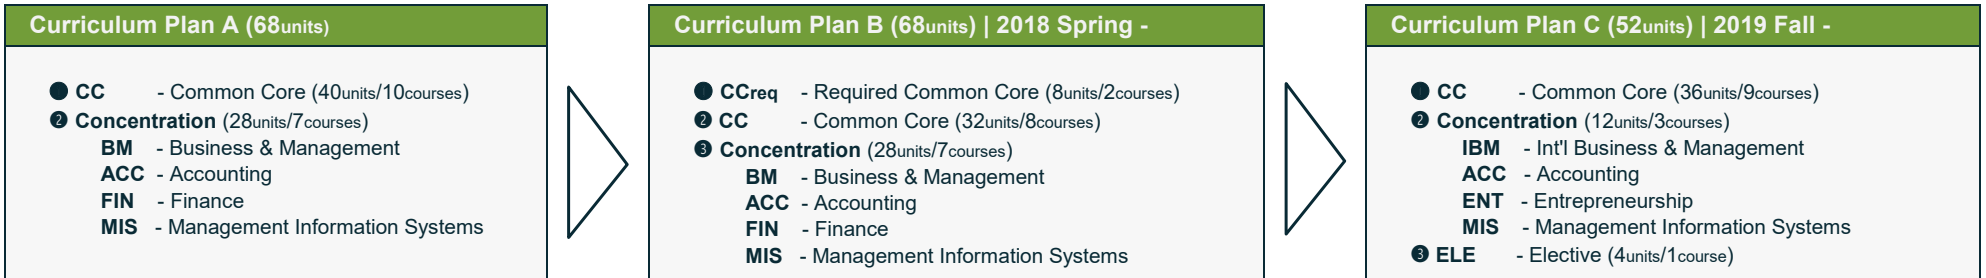 Curriculum Plan A (68units)
❶ CC - Common Core (40units/10courses)
❷ Concentration (28units/7courses)
BM - Business & Management
ACC - Accounting
FIN - Finance
MIS - Management Information Systems
Curriculum Plan B (68units) | 2018 Spring -
❶ CCreq - Required Common Core (8units/2courses)
❷ CC - Common Core (32units/8courses)
❸ Concentration (28units/7courses)
BM - Business & Management
ACC - Accounting
FIN - Finance
MIS - Management Information Systems
Curriculum Plan C (52units) | 2019 Fall -
❶ CC - Common Core (36units/9courses)
❷ Concentration (12units/3courses)
IBM - Int'l Business & Management
ACC - Accounting
ENT - Entrepreneurship
MIS - Management Information Systems
❸ ELE - Elective (4units/1course)